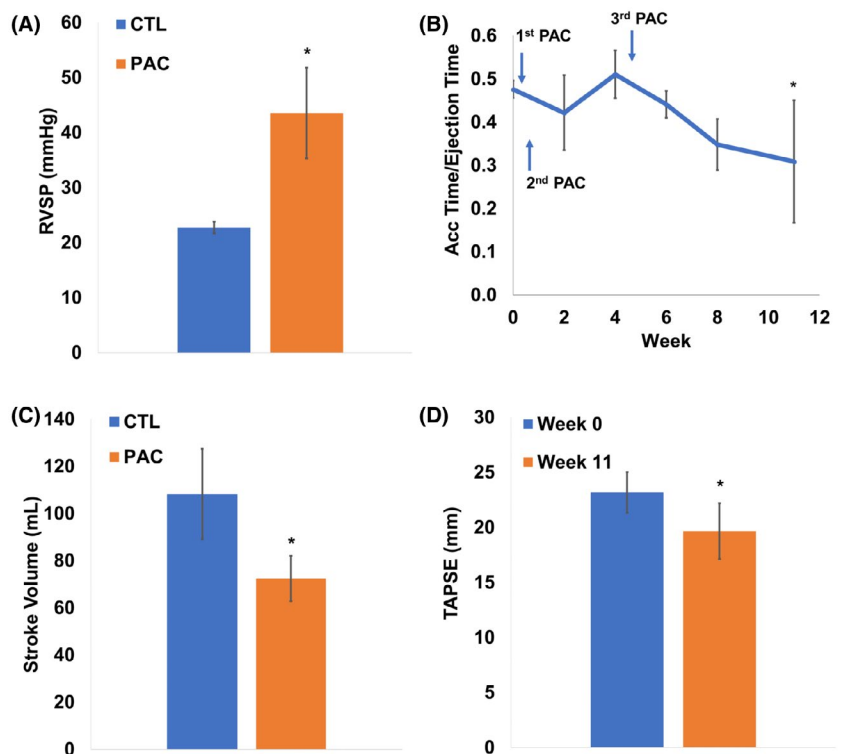 (A)
60
50
40
30
20
10
0
RVSP (mmHg)
CTL
PAC
*
(B)
0.6
0.5
0.4
0.3
0.2
0.1
0.0
Acc Time/Ejection Time
1st PAC
2nd PAC
3rd PAC
*
0 2 4 6 8 10 12
Week
(C)
140
120
100
80
60
40
20
0
Stroke Volume (mL)
CTL
PAC
*
(D)
30
25
20
15
10
5
0
TAPSE (mm)
Week 0
Week 11
*